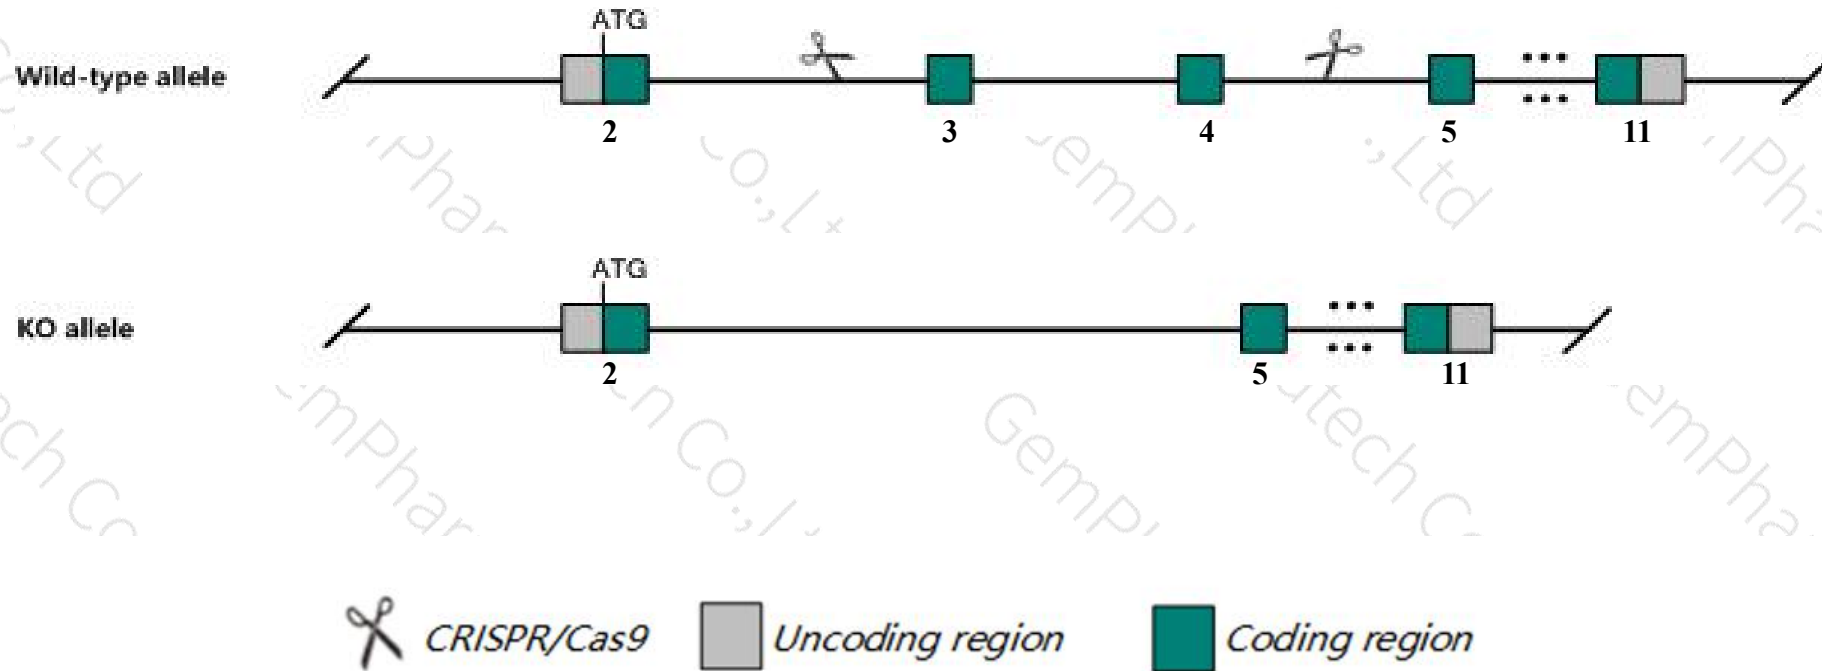 ATG
Wild-type allele
2 3 4 5 11
ATG
KO allele
2 5 11
CRISPR/Cas9 Uncoding region Coding region